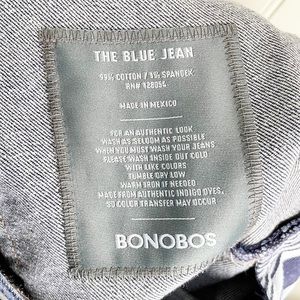 THE BLUE JEAN
99% COTTON / 1% SPANDEX
RN# 128054
MADE IN MEXICO
FOR AN AUTHENTIC LOOK
WASH AS SELDOM AS POSSIBLE
WHEN YOU MUST WASH YOUR JEANS
PLEASE WASH INSIDE OUT COLD
WITH LIKE COLORS
TUMBLE DRY LOW
WARM IRON IF NEEDED
MADE FROM AUTHENTIC INDIGO DYES.
SO COLOR TRANSFER MAY OCCUR
BONOBOS